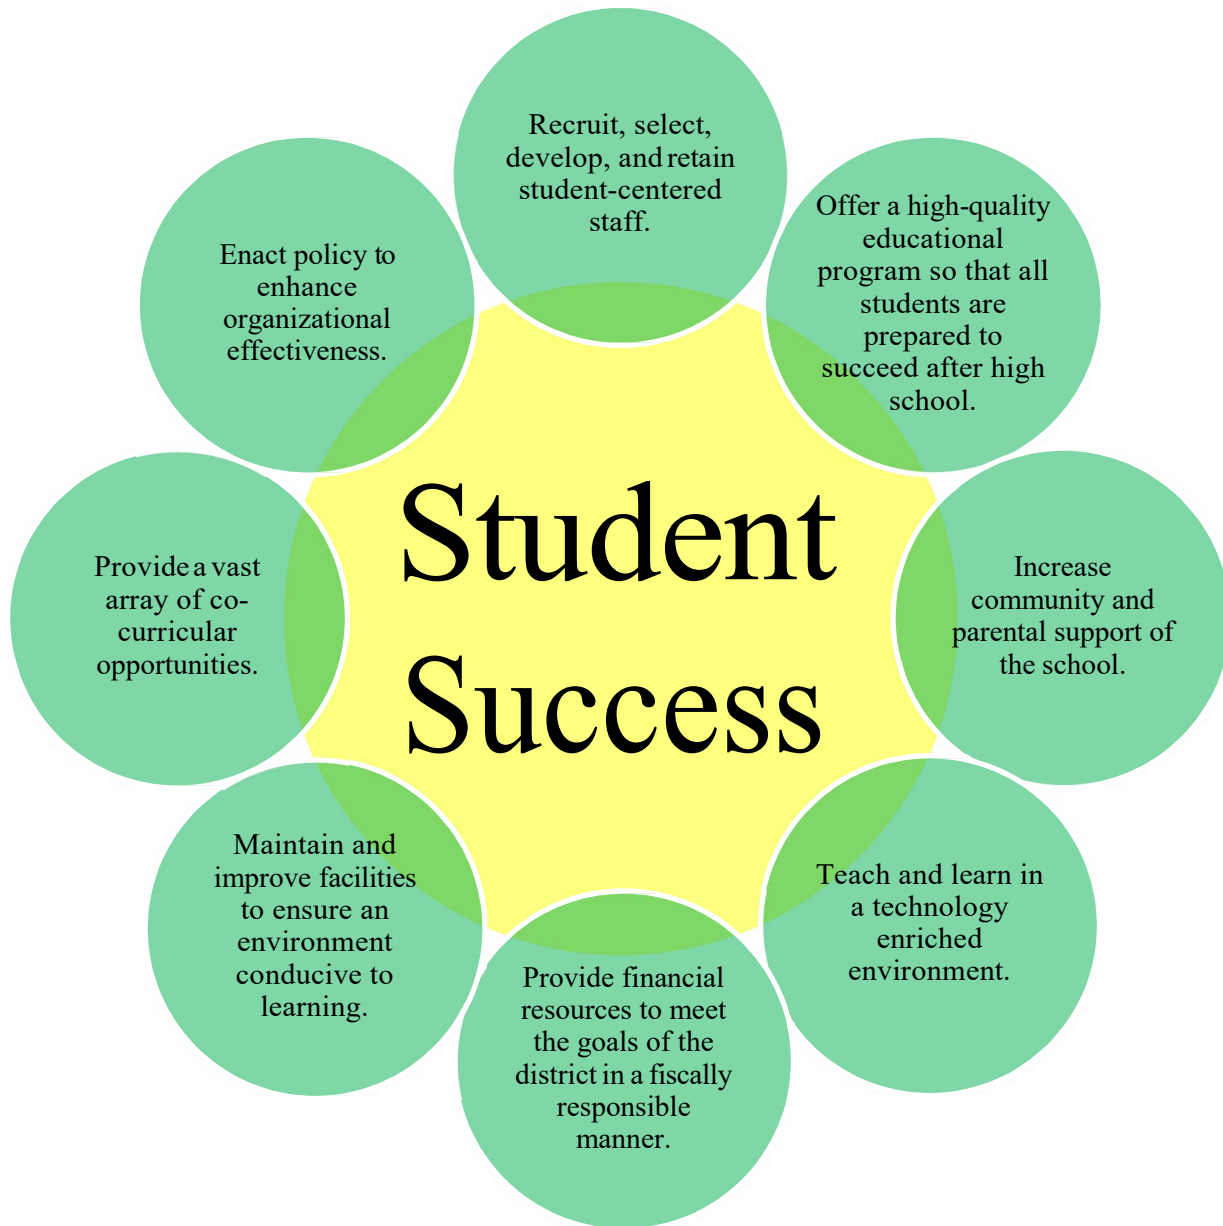 Recruit, select,
develop, and retain
student-centered
staff.
Offer a high-quality
educational
program so that all
students are
prepared to
succeed after high
school.
Increase
community and
parental support of
the school.
Teach and learn in
a technology
enriched
environment.
Provide financial
resources to meet
the goals of the
district in a fiscally
responsible
manner.
Maintain and
improve facilities
to ensure an
environment
conducive to
learning.
Provide a vast
array of co-
curricular
opportunities.
Enact policy to
enhance
organizational
effectiveness.
Student
Success